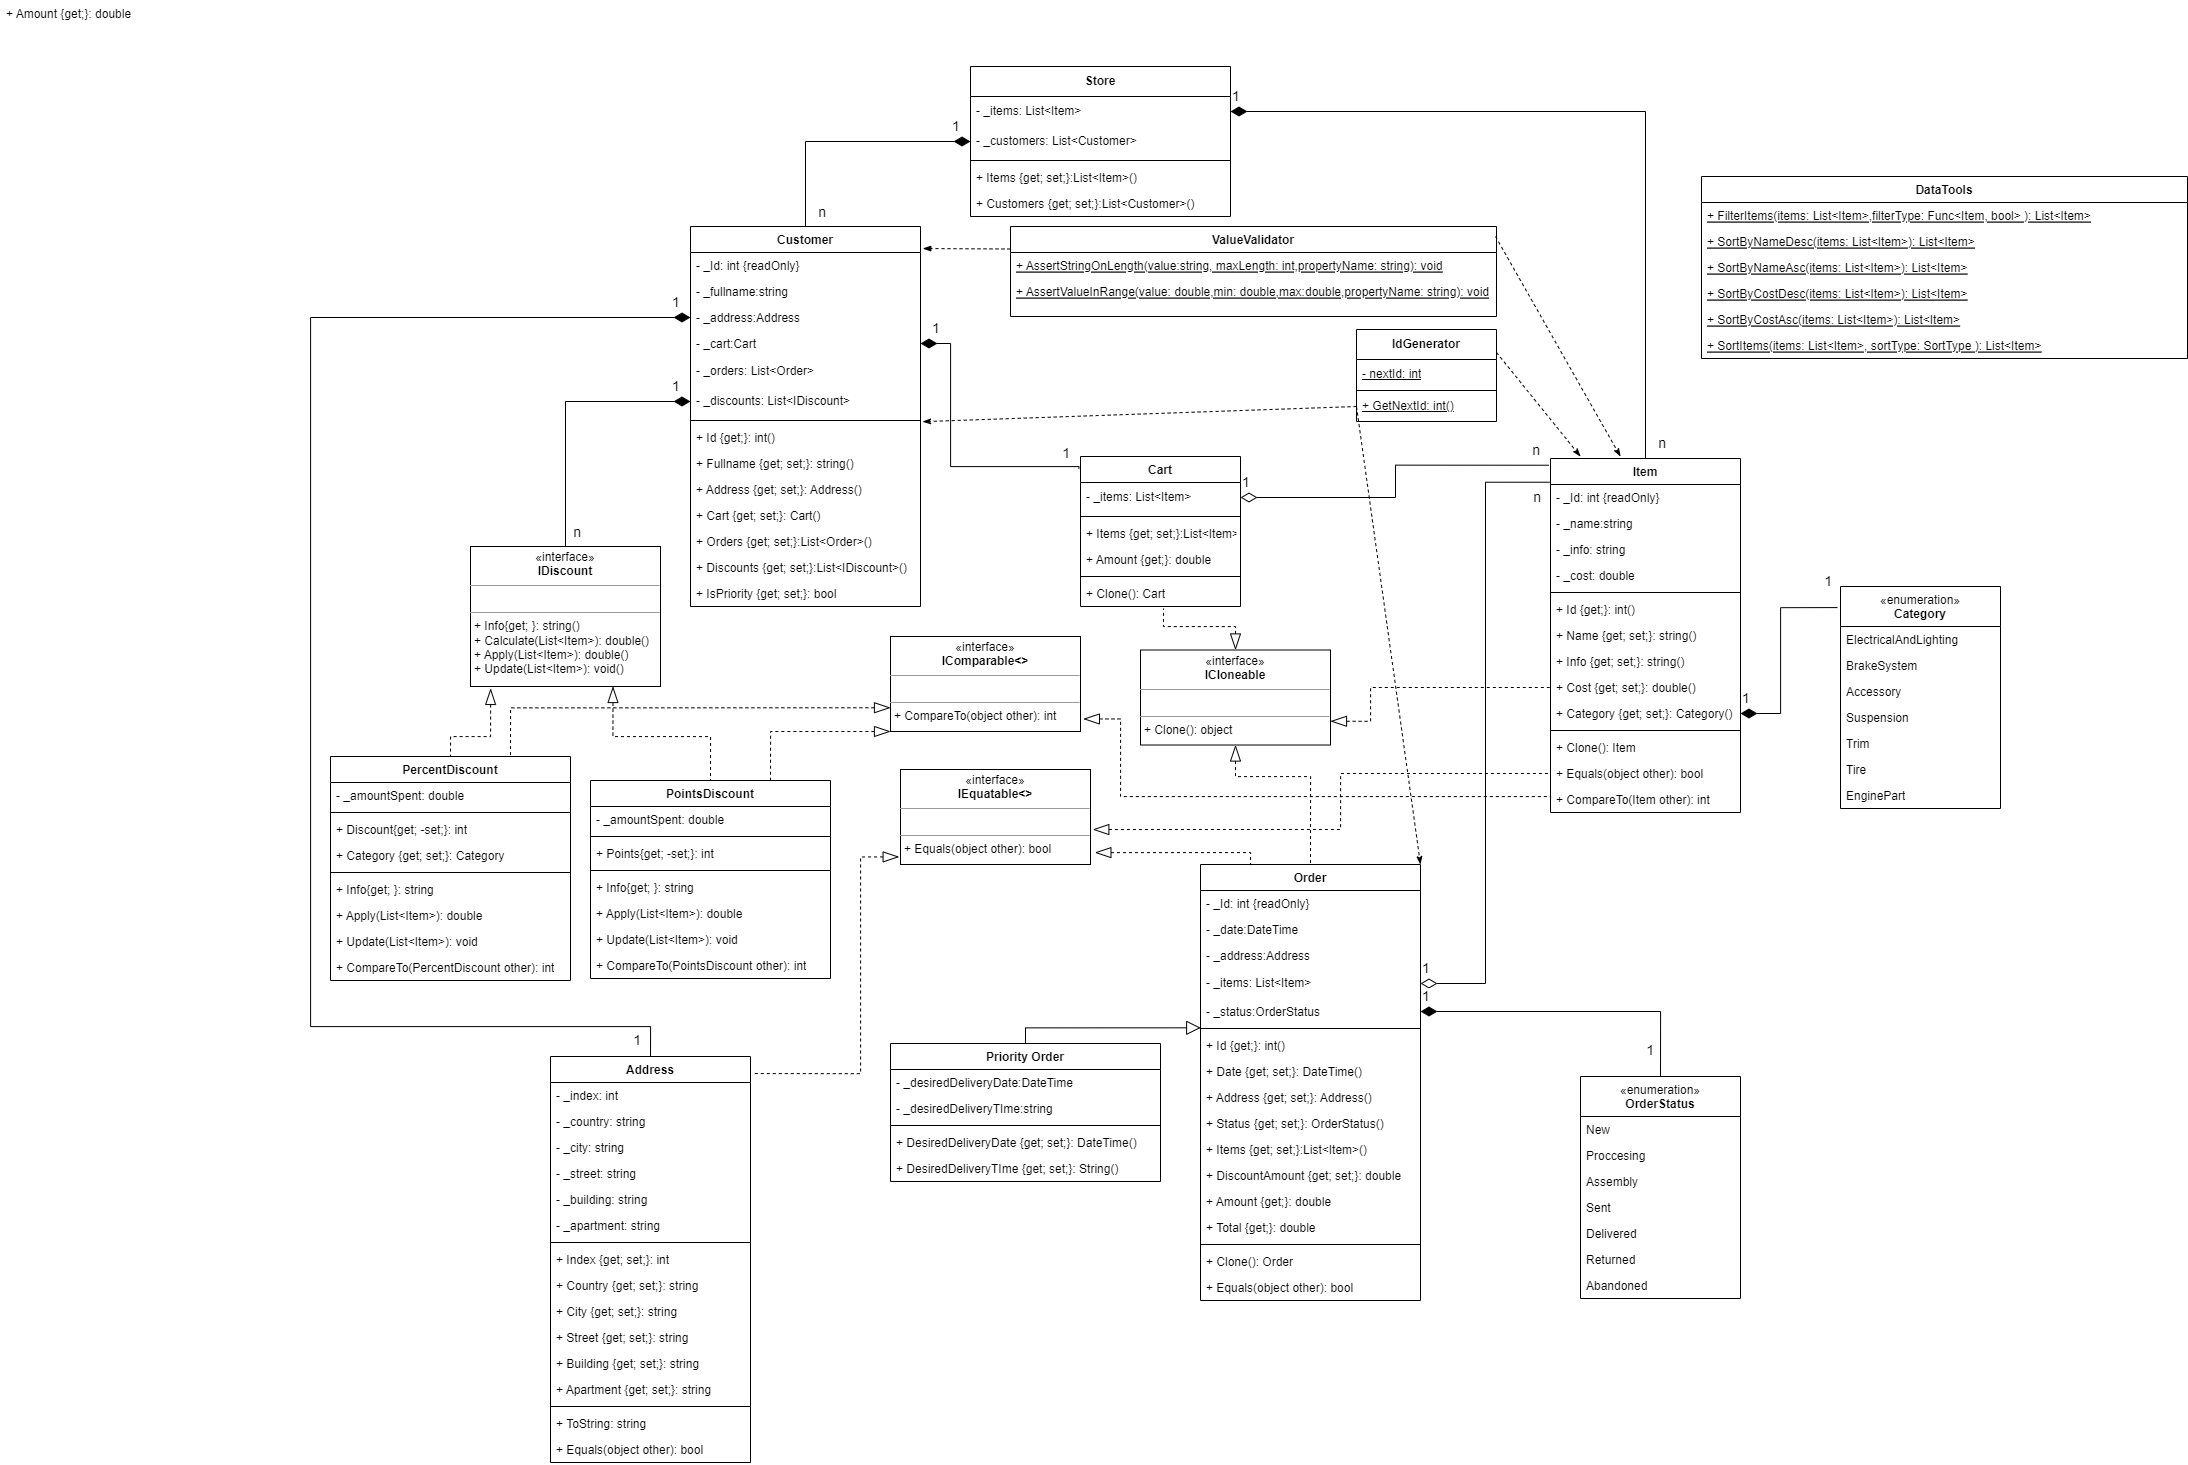 + Amount {get;}: double
Store
- _items: List<Item>
- _customers: List<Customer>
+ Items {get; set;}:List<Item>()
+ Customers {get; set;}:List<Customer>()
1
1
n
n
DataTools
+ FilterItems(items: List<Item>,filterType: Func<Item, bool> ): List<Item>
+ SortByNameDesc(items: List<Item>): List<Item>
+ SortByNameAsc(items: List<Item>): List<Item>
+ SortByCostDesc(items: List<Item>): List<Item>
+ SortByCostAsc(items: List<Item>): List<Item>
+ SortItems(items: List<Item>, sortType: SortType ): List<Item>
Customer
- _Id: int {readOnly}
- _fullname:string
- _address:Address
- _cart:Cart
- _orders: List<Order>
- _discounts: List<IDiscount>
+ Id {get;}: int()
+ Fullname {get; set;}: string()
+ Address {get; set;}: Address()
+ Cart {get; set;}: Cart()
+ Orders {get; set;}:List<Order>()
+ Discounts {get; set;}:List<IDiscount>()
+ IsPriority {get; set;}: bool
1
1
1
1
n
ValueValidator
+ AssertStringOnLength(value:string, maxLength: int,propertyName: string): void
+ AssertValueInRange(value: double,min: double,max:double,propertyName: string): void
IdGenerator
- nextId: int
+ GetNextId: int()
Cart
- _items: List<Item>
+ Items {get; set;}:List<Item>
+ Amount {get;}: double
+ Clone(): Cart
1
n
n
Item
- _Id: int {readOnly}
- _name:string
- _info: string
- _cost: double
+ Id {get;}: int()
+ Name {get; set;}: string()
+ Info {get; set;}: string()
+ Cost {get; set;}: double()
+ Category {get; set;}: Category()
+ Clone(): Item
+ Equals(object other): bool
+ CompareTo(Item other): int
1
1
«enumeration»
Category
ElectricalAndLighting
BrakeSystem
Accessory
Suspension
Trim
Tire
EnginePart
«interface»
IDiscount
+ Info{get; }: string()
+ Calculate(List<Item>): double()
+ Apply(List<Item>): double()
+ Update(List<Item>): void()
«interface»
IComparable<>
+ CompareTo(object other): int
«interface»
ICloneable
+ Clone(): object
«interface»
IEquatable<>
+ Equals(object other): bool
PercentDiscount
- _amountSpent: double
+ Discount{get; -set;}: int
+ Category {get; set;}: Category
+ Info{get; }: string
+ Apply(List<Item>): double
+ Update(List<Item>): void
+ CompareTo(PercentDiscount other): int
PointsDiscount
- _amountSpent: double
+ Points{get; -set;}: int
+ Info{get; }: string
+ Apply(List<Item>): double
+ Update(List<Item>): void
+ CompareTo(PointsDiscount other): int
Order
- _Id: int {readOnly}
- _date:DateTime
- _address:Address
- _items: List<Item>
- _status:OrderStatus
+ Id {get;}: int()
+ Date {get; set;}: DateTime()
+ Address {get; set;}: Address()
+ Status {get; set;}: OrderStatus()
+ Items {get; set;}:List<Item>()
+ DiscountAmount {get; set;}: double
+ Amount {get;}: double
+ Total {get;}: double
+ Clone(): Order
+ Equals(object other): bool
1
1
1
Priority Order
- _desiredDeliveryDate:DateTime
- _desiredDeliveryTIme:string
+ DesiredDeliveryDate {get; set;}: DateTime()
+ DesiredDeliveryTIme {get; set;}: String()
«enumeration»
OrderStatus
New
Proccesing
Assembly
Sent
Delivered
Returned
Abandoned
1
Address
- _index: int
- _country: string
- _city: string
- _street: string
- _building: string
- _apartment: string
+ Index {get; set;}: int
+ Country {get; set;}: string
+ City {get; set;}: string
+ Street {get; set;}: string
+ Building {get; set;}: string
+ Apartment {get; set;}: string
+ ToString: string
+ Equals(object other): bool